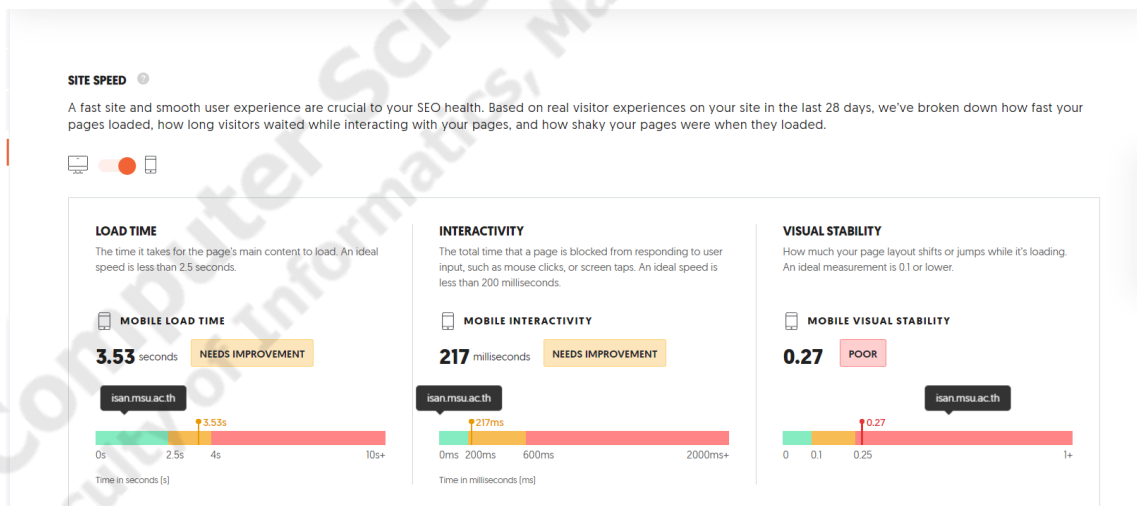 SITE SPEED ?
A fast site and smooth user experience are crucial to your SEO health. Based on real visitor experiences on your site in the last 28 days, we've broken down how fast your
pages loaded, how long visitors waited while interacting with your pages, and how shaky your pages were when they loaded.
LOAD TIME
The time it takes for the page's main content to load. An ideal
speed is less than 2.5 seconds.
MOBILE LOAD TIME
3.53 seconds NEEDS IMPROVEMENT
isan.msu.ac.th
3.53s
0s 2.5s 4s 10s+
Time in seconds (s)
INTERACTIVITY
The total time that a page is blocked from responding to user
input, such as mouse clicks, or screen taps. An ideal speed is
less than 200 milliseconds.
MOBILE INTERACTIVITY
217 milliseconds NEEDS IMPROVEMENT
isan.msu.ac.th
217ms
0ms 200ms 600ms 2000ms+
Time in milliseconds (ms)
VISUAL STABILITY
How much your page layout shifts or jumps while it's loading.
An ideal measurement is 0.1 or lower.
MOBILE VISUAL STABILITY
0.27 POOR
isan.msu.ac.th
0.27
0 0.1 0.25 1+
Computer Sci
culty of Informatics, Ma